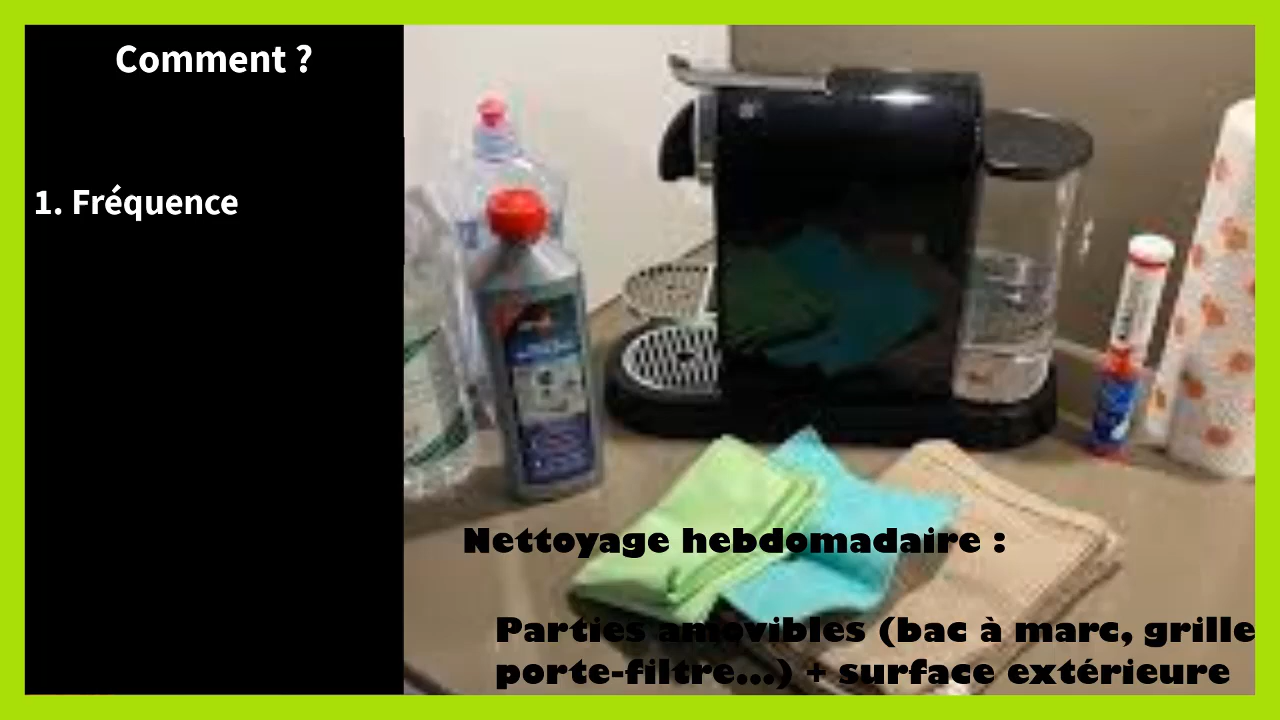 Comment ?
1. Fréquence
Nettoyage hebdomadaire :
Parties amovibles (bac à marc, grille
porte-filtre...) + surface extérieure